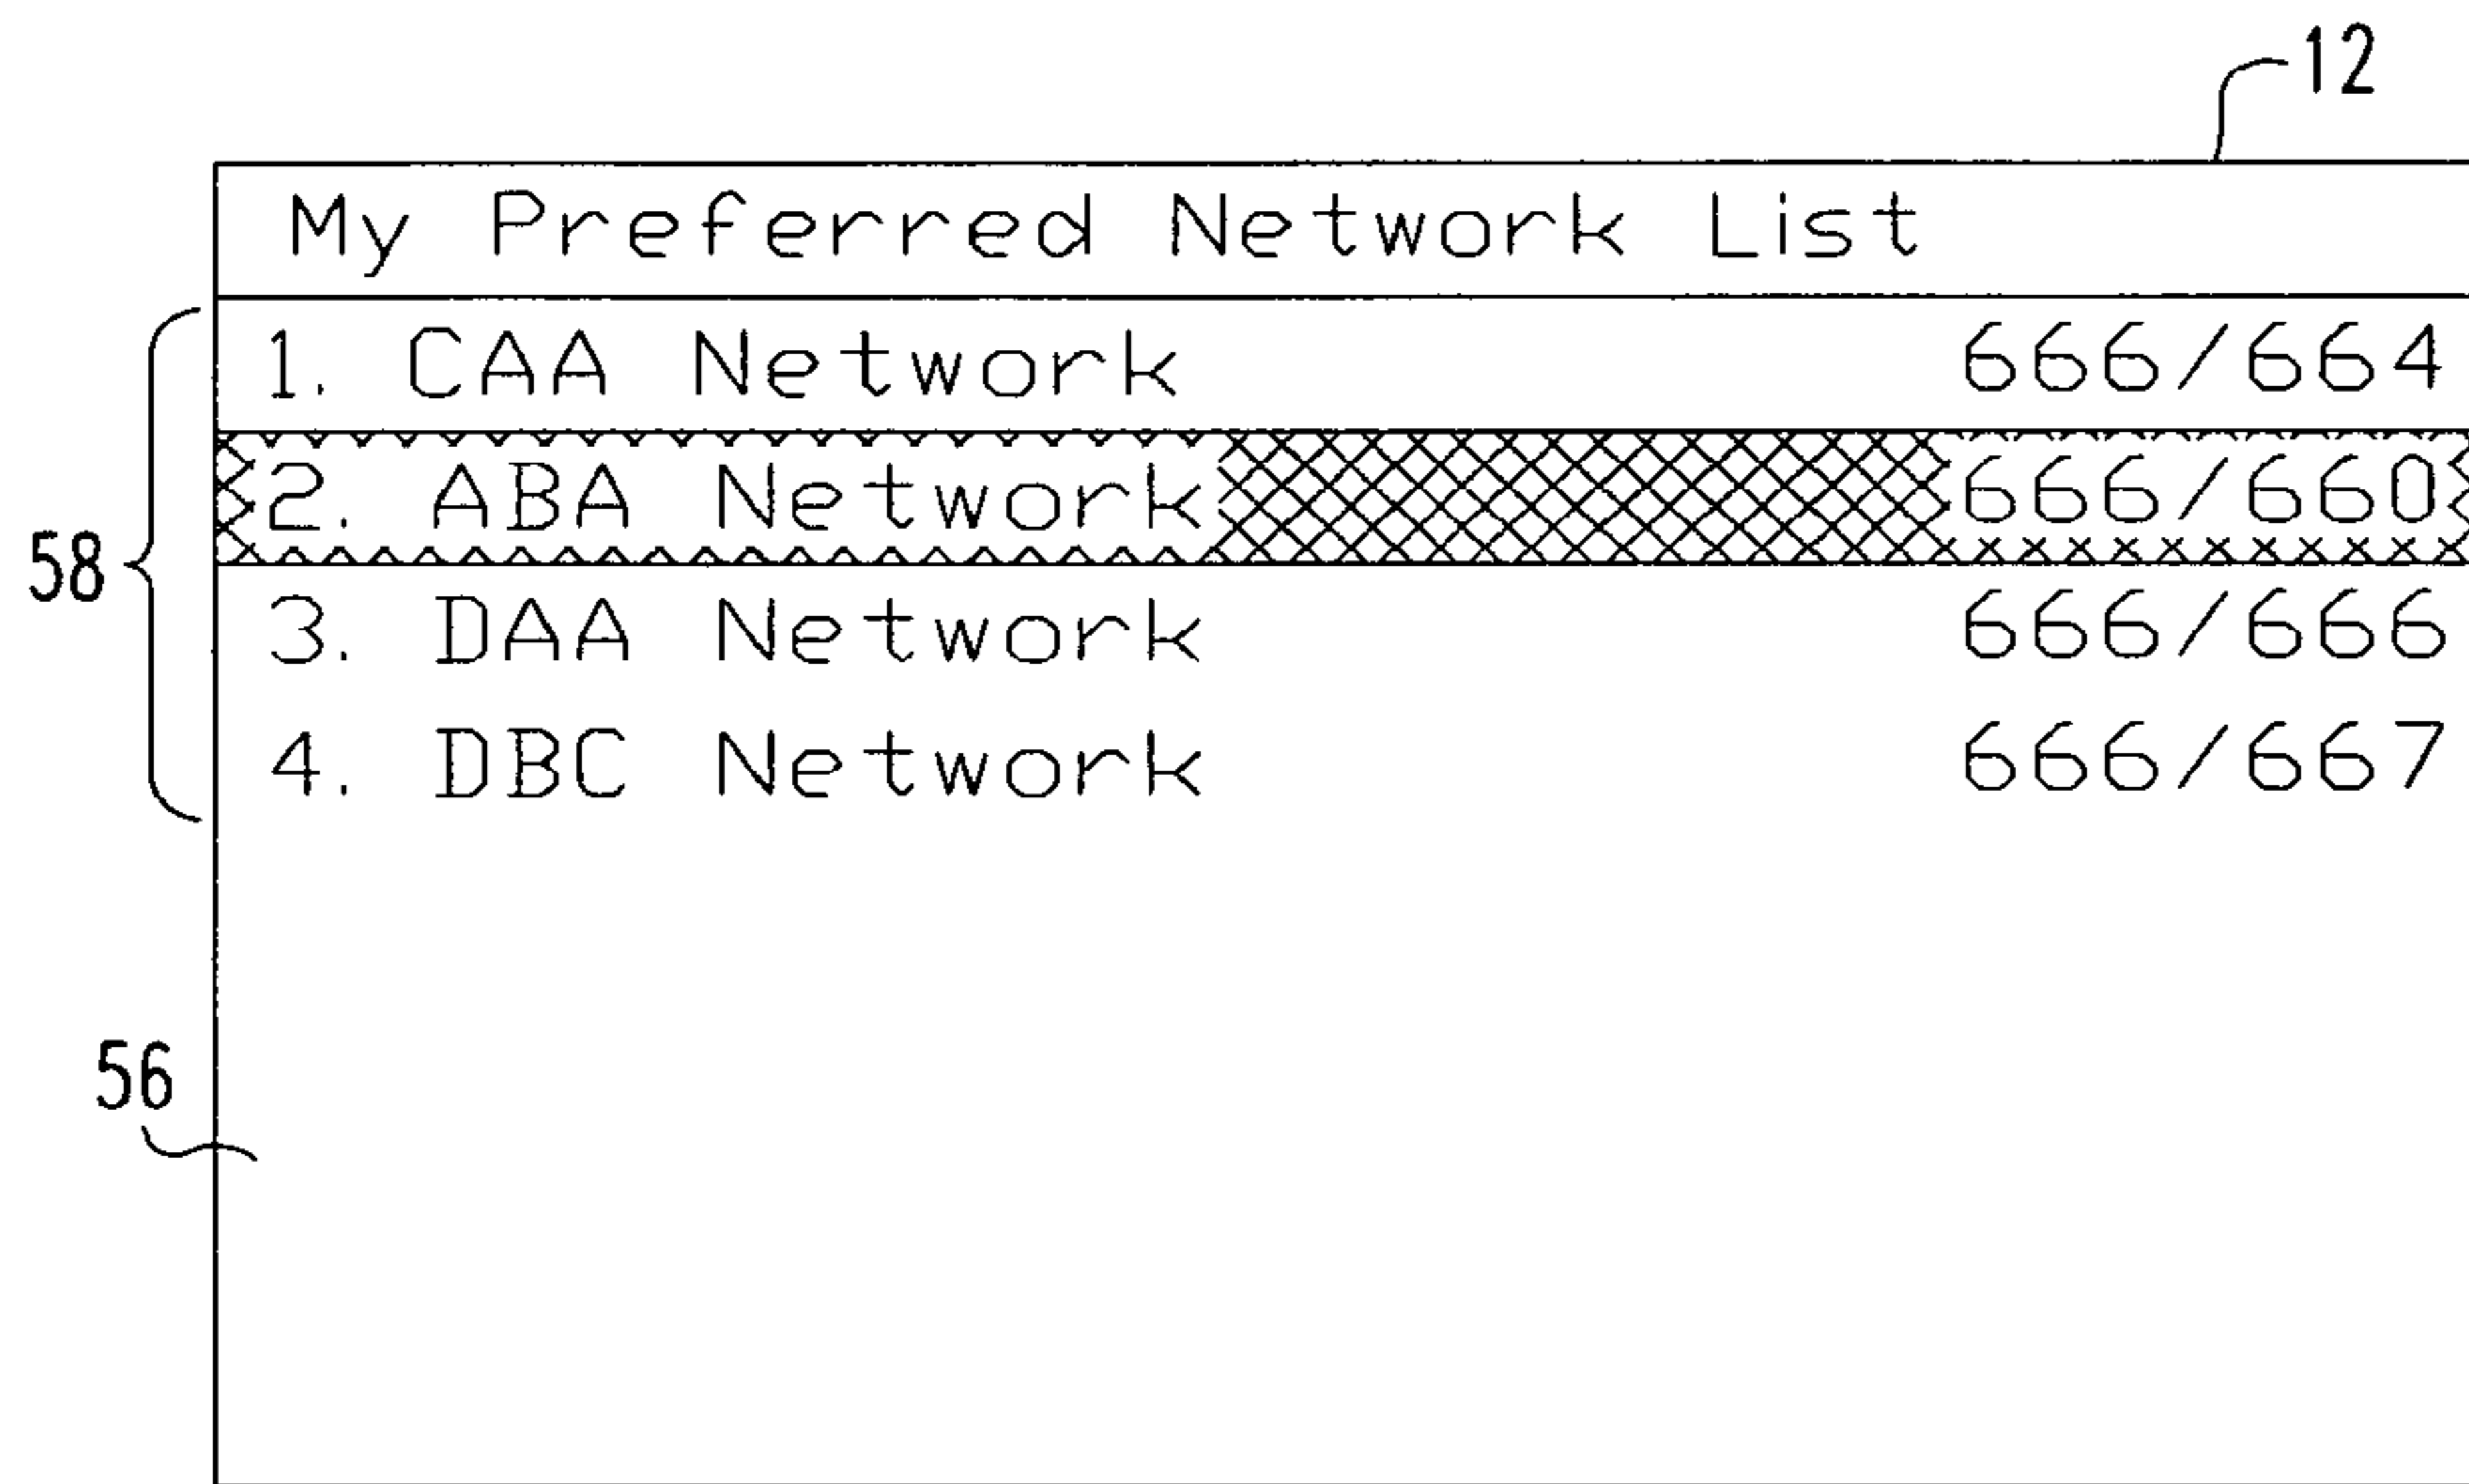 12
My Preferred Network List
1. CAA Network 666/664
2. ABA Network 666/660
58
3. DAA Network 666/666
4. DBC Network 666/667
56